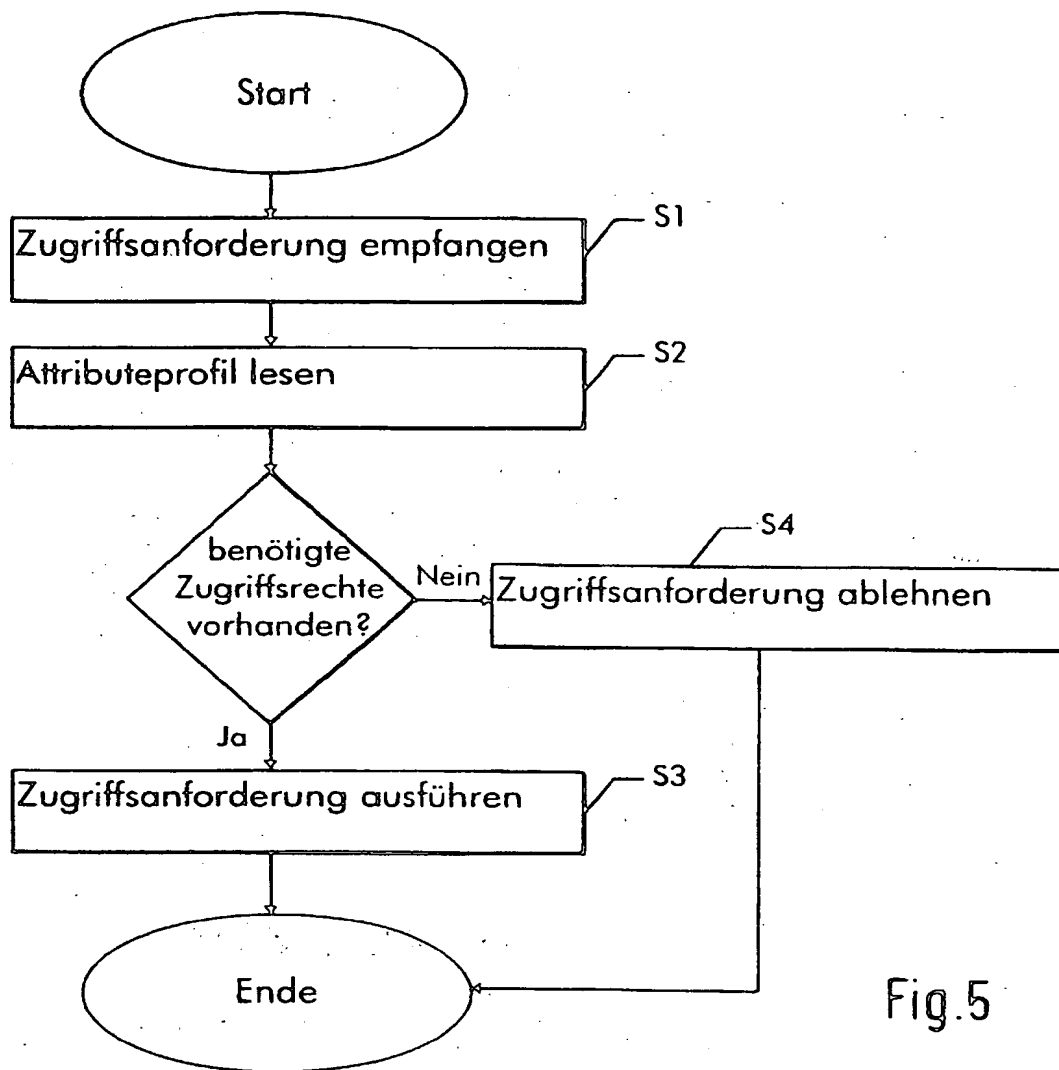 Start
Zugriffsanforderung empfangen
S1
Attributeprofil lesen
S2
benötigte
Zugriffsrechte
vorhanden?
Nein
S4
Zugriffsanforderung ablehnen
Ja
Zugriffsanforderung ausführen
S3
Ende
Fig.5